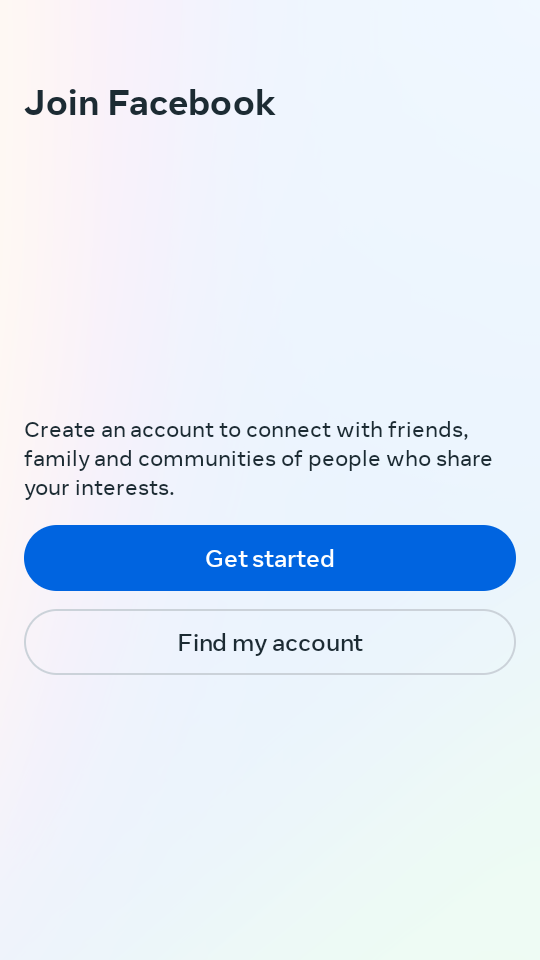 Join Facebook
Create an account to connect with friends,
family and communities of people who share
your interests.
Get started
Find my account